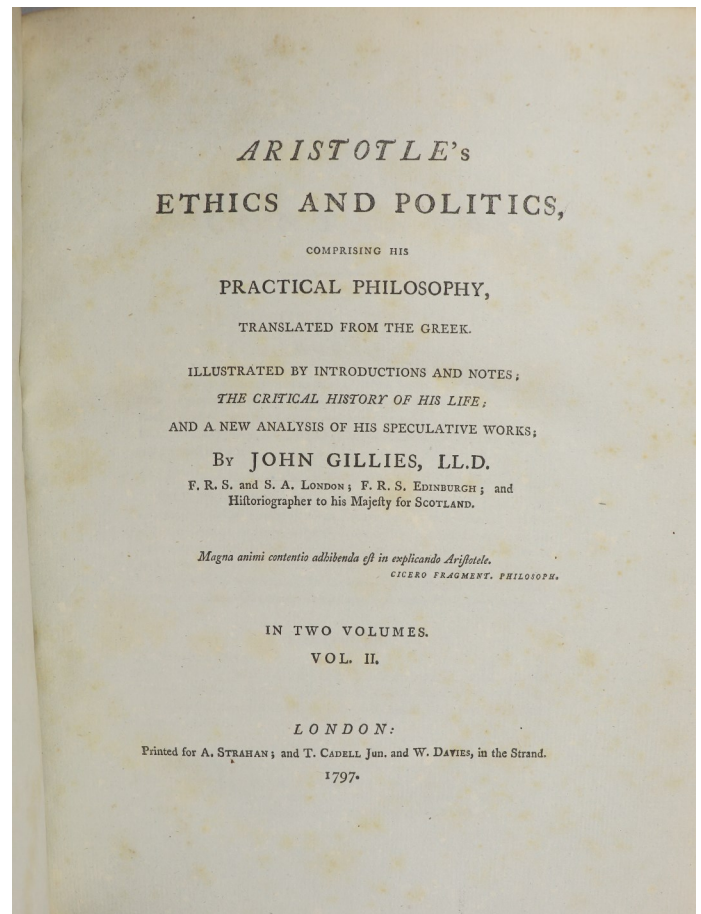 ARISTOTLE's
ETHICS AND POLITICS,
COMPRISING HIS
PRACTICAL PHILOSOPHY,
TRANSLATED FROM THE GREEK.
ILLUSTRATED BY INTRODUCTIONS AND NOTES;
THE CRITICAL HISTORY OF HIS LIFE;
AND A NEW ANALYSIS OF HIS SPECULATIVE WORKS;
By JOHN GILLIES, LL.D.
F. R. S. and S. A. LONDON; F. R. S. EDINBURGH; and
Hiſtoriographer to his Majeſty for SCOTLAND.
Magna animi contentio adhibenda eſt in explicando Ariſtotele.
CICERO FRAGMENT. PHILOSOPH.
IN TWO VOLUMES.
VOL. II.
LONDON:
Printed for A. STRAHAN; and T. CADELL Jun. and W. DAVIES, in the Strand.
1797.